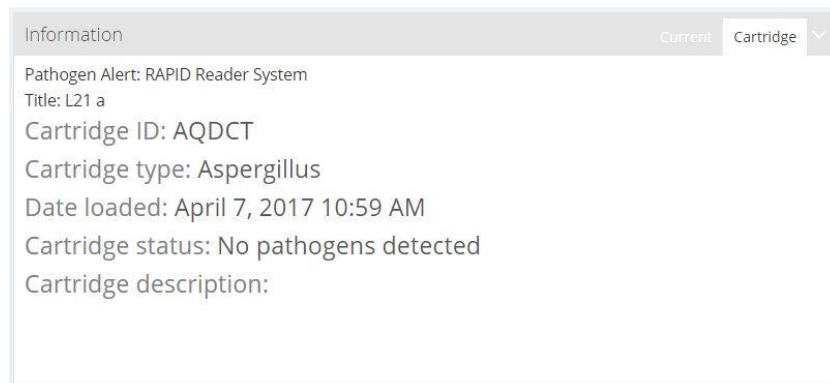 Information
Current
Cartridge
Pathogen Alert: RAPID Reader System
Title: L21 a
Cartridge ID: AQDCT
Cartridge type: Aspergillus
Date loaded: April 7, 2017 10:59 AM
Cartridge status: No pathogens detected
Cartridge description: